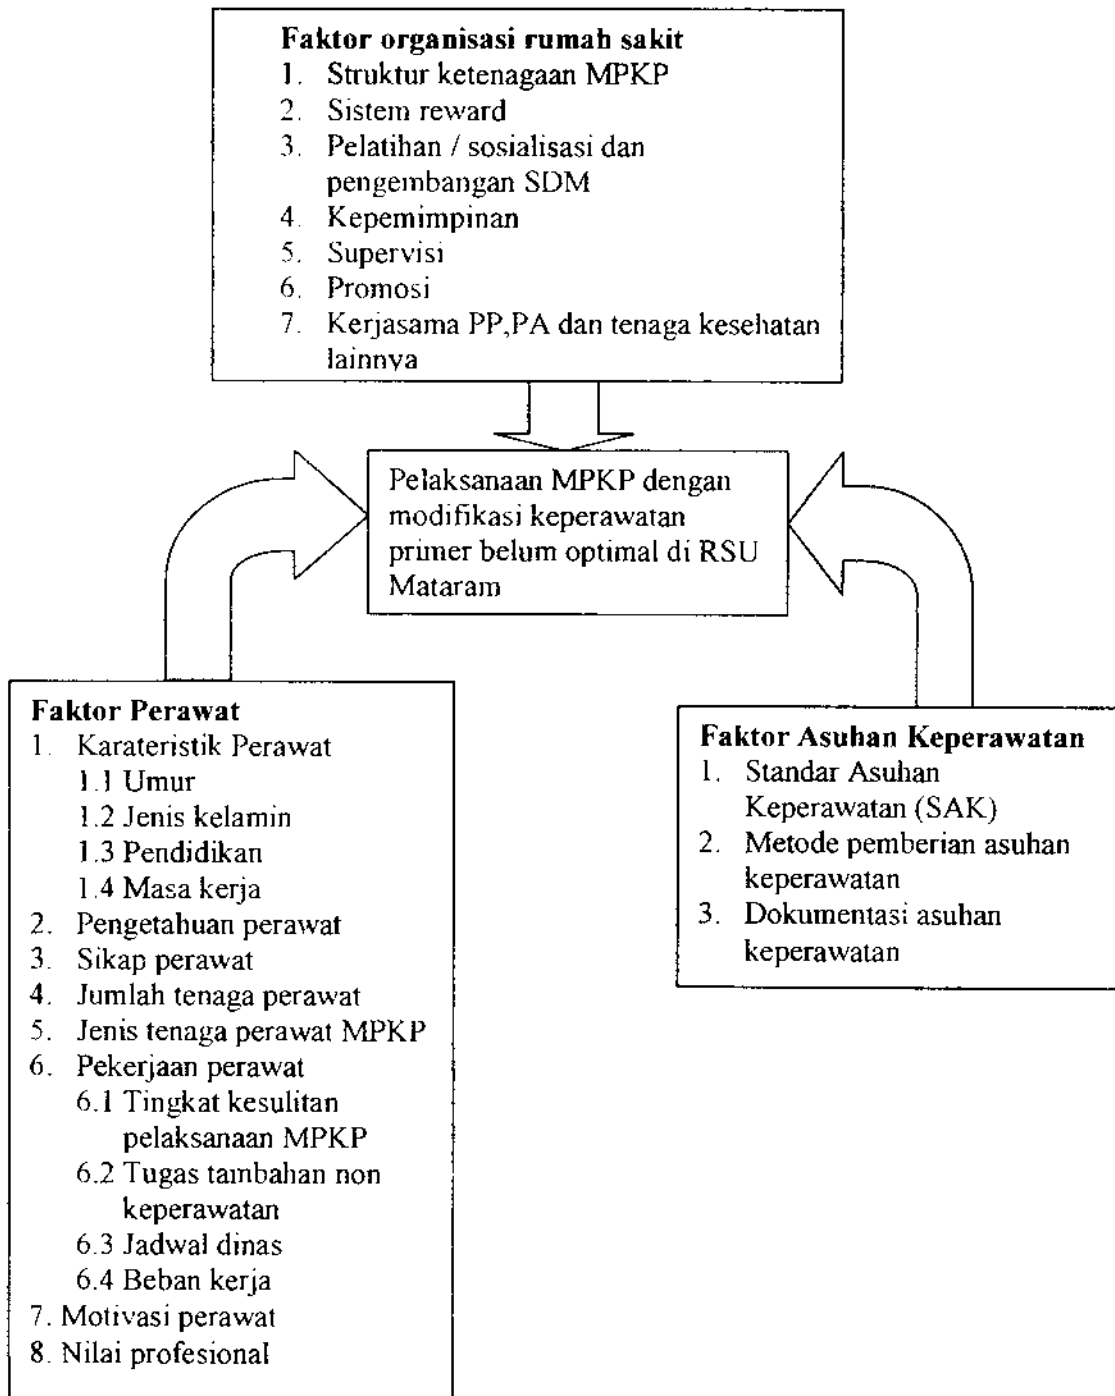 Faktor organisasi rumah sakit
1. Struktur ketenagaan MPKP
2. Sistem reward
3. Pelatihan / sosialisasi dan
pengembangan SDM
4. Kepemimpinan
5. Supervisi
6. Promosi
7. Kerjasama PP,PA dan tenaga kesehatan
lainnya
Pelaksanaan MPKP dengan
modifikasi keperawatan
primer belum optimal di RSU
Mataram
Faktor Perawat
1. Karateristik Perawat
1.1 Umur
1.2 Jenis kelamin
1.3 Pendidikan
1.4 Masa kerja
2. Pengetahuan perawat
3. Sikap perawat
4. Jumlah tenaga perawat
5. Jenis tenaga perawat MPKP
6. Pekerjaan perawat
6.1 Tingkat kesulitan
pelaksanaan MPKP
6.2 Tugas tambahan non
keperawatan
6.3 Jadwal dinas
6.4 Beban kerja
7. Motivasi perawat
8. Nilai profesional
Faktor Asuhan Keperawatan
1. Standar Asuhan
Keperawatan (SAK)
2. Metode pemberian asuhan
keperawatan
3. Dokumentasi asuhan
keperawatan